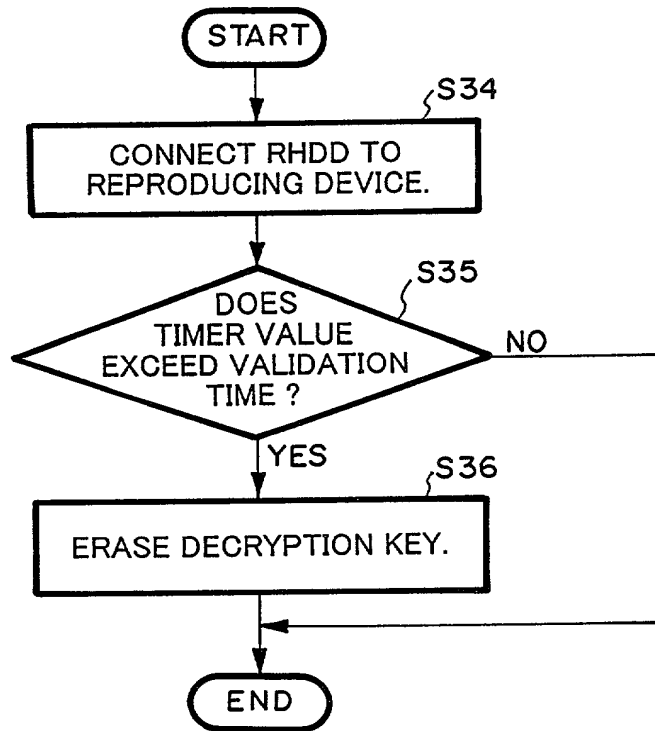 START
S34
CONNECT RHDD TO
REPRODUCING DEVICE.
S35
DOES
TIMER VALUE
EXCEED VALIDATION
TIME ?
NO
YES
S36
ERASE DECRYPTION KEY.
END